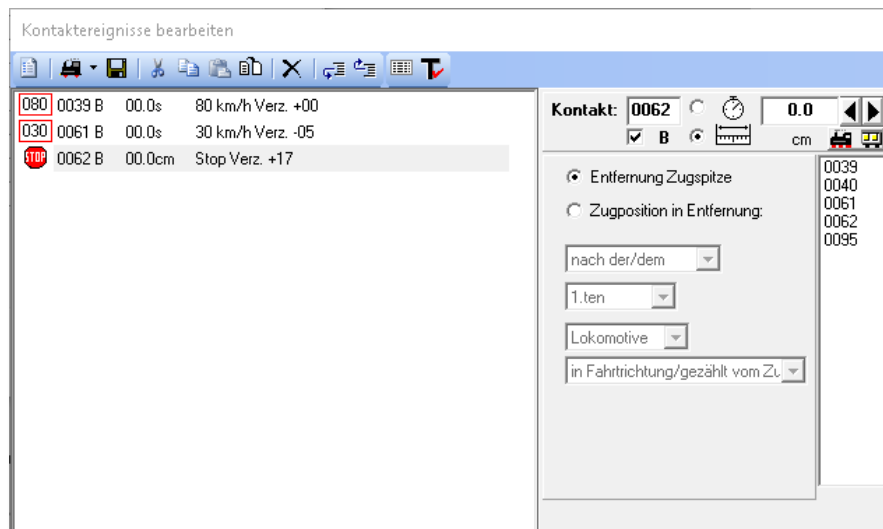 Kontaktereignisse bearbeiten
080 0039 B 00.0s 80 km/h Verz. +00
030 0061 B 00.0s 30 km/h Verz. -05
STOP 0062 B 00.0cm Stop Verz. +17
Kontakt: 0062 0.0
B cm
Entfernung Zugspitze
Zugposition in Entfernung:
nach der/dem
1.ten
Lokomotive
in Fahrtrichtung/gezählt vom Zu
0039
0040
0061
0062
0095